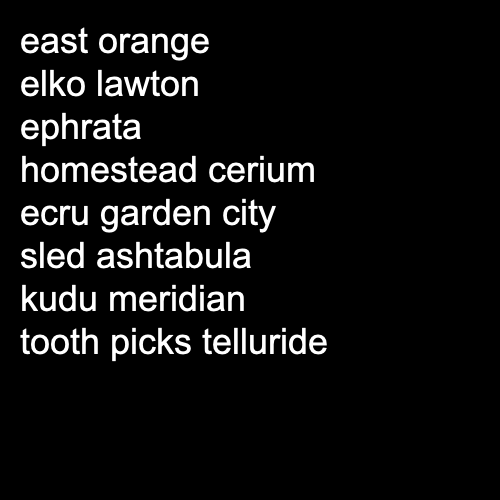 east orange
elko lawton
ephrata
homestead cerium
ecru garden city
sled ashtabula
kudu meridian
tooth picks telluride